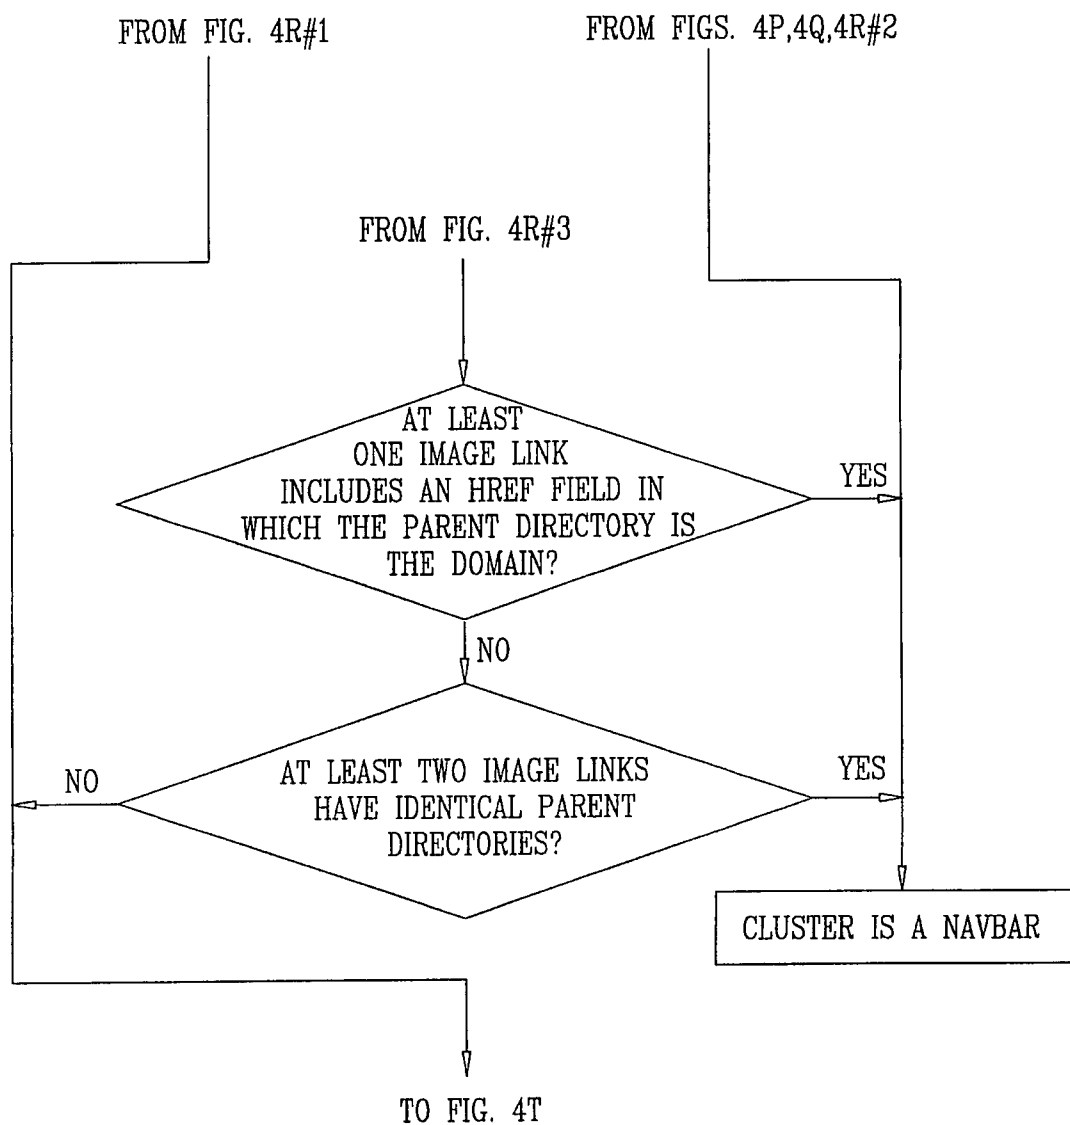 FROM FIG. 4R#1
FROM FIGS. 4P,4Q,4R#2
FROM FIG. 4R#3
AT LEAST
ONE IMAGE LINK
INCLUDES AN HREF FIELD IN
WHICH THE PARENT DIRECTORY IS
THE DOMAIN?
YES
NO
AT LEAST TWO IMAGE LINKS
HAVE IDENTICAL PARENT
DIRECTORIES?
NO
YES
CLUSTER IS A NAVBAR
TO FIG. 4T